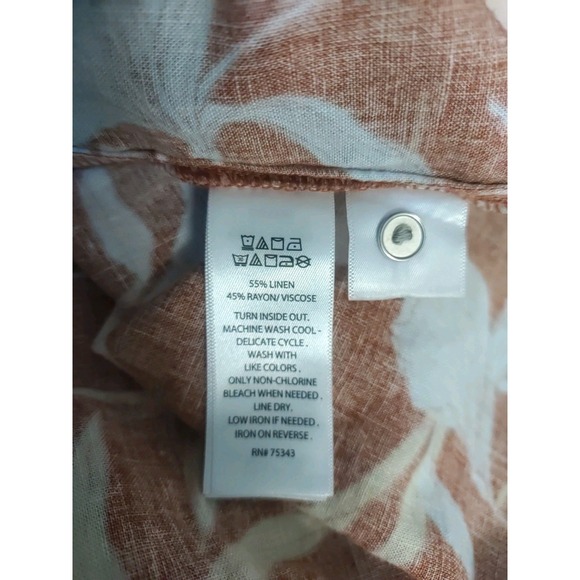 55% LINEN
45% RAYON/ VISCOSE
TURN INSIDE OUT.
MACHINE WASH COOL -
DELICATE CYCLE .
WASH WITH
LIKE COLORS .
ONLY NON-CHLORINE
BLEACH WHEN NEEDED .
LINE DRY.
LOW IRON IF NEEDED .
IRON ON REVERSE .
RN# 75343